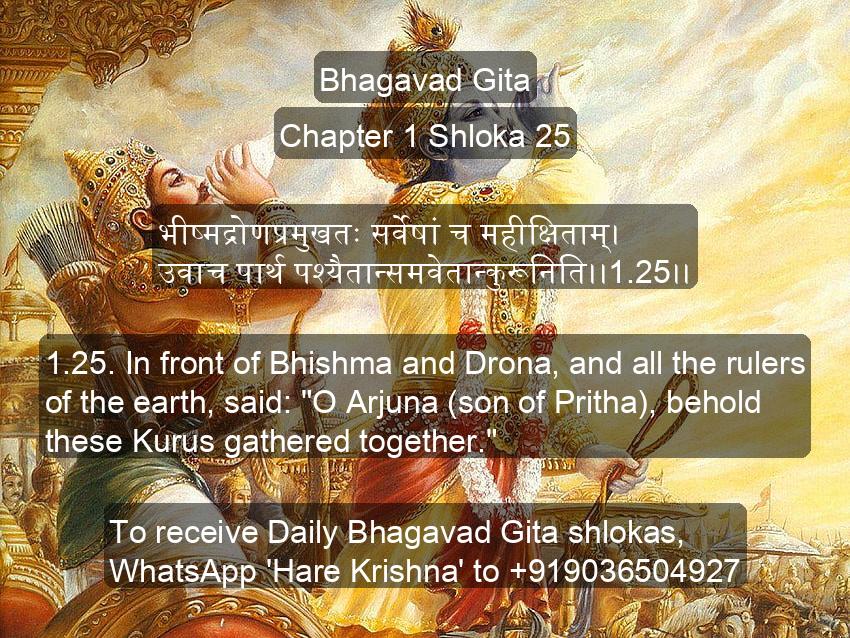 Bhagavad Gita
Chapter 1 Shloka 25
भीष्मद्रोणप्रमुखतः सर्वेषां च महीक्षिताम्।
उवाच पार्थ पश्यैतान्समवेतान्कुरूनिति।।1.25।।
1.25. In front of Bhishma and Drona, and all the rulers
of the earth, said: "O Arjuna (son of Pritha), behold
these Kurus gathered together."
To receive Daily Bhagavad Gita shlokas,
WhatsApp 'Hare Krishna' to +919036504927